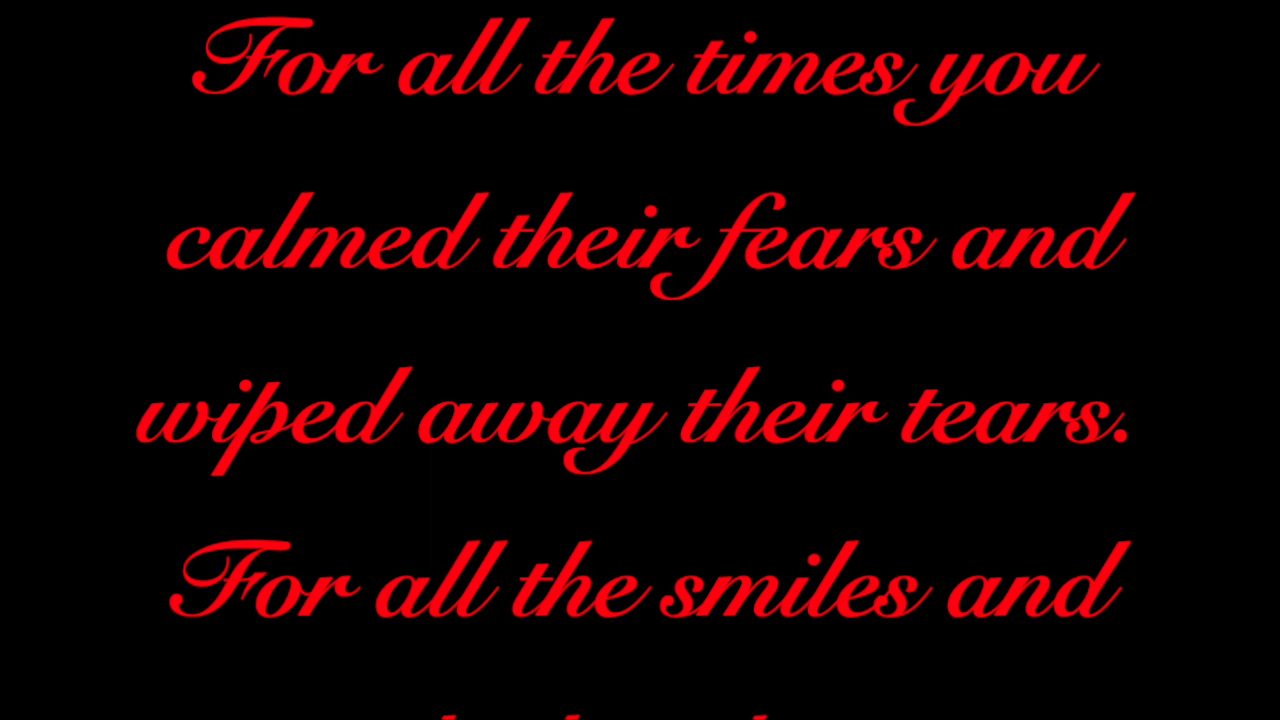 For all the times you
calmed their fears and
wiped away their tears.
For all the smiles and